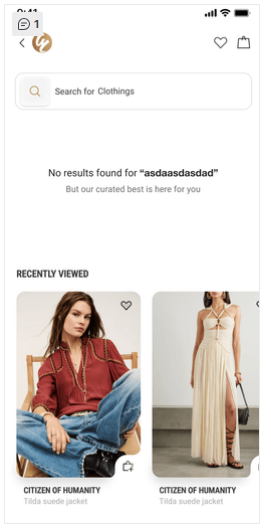 9:41
1
Search for Clothings
No results found for “asdaasdasdad”
But our curated best is here for you
RECENTLY VIEWED
CITIZEN OF HUMANITY
Tilda suede jacket
CITIZEN OF HUMANITY
Tilda suede jacket